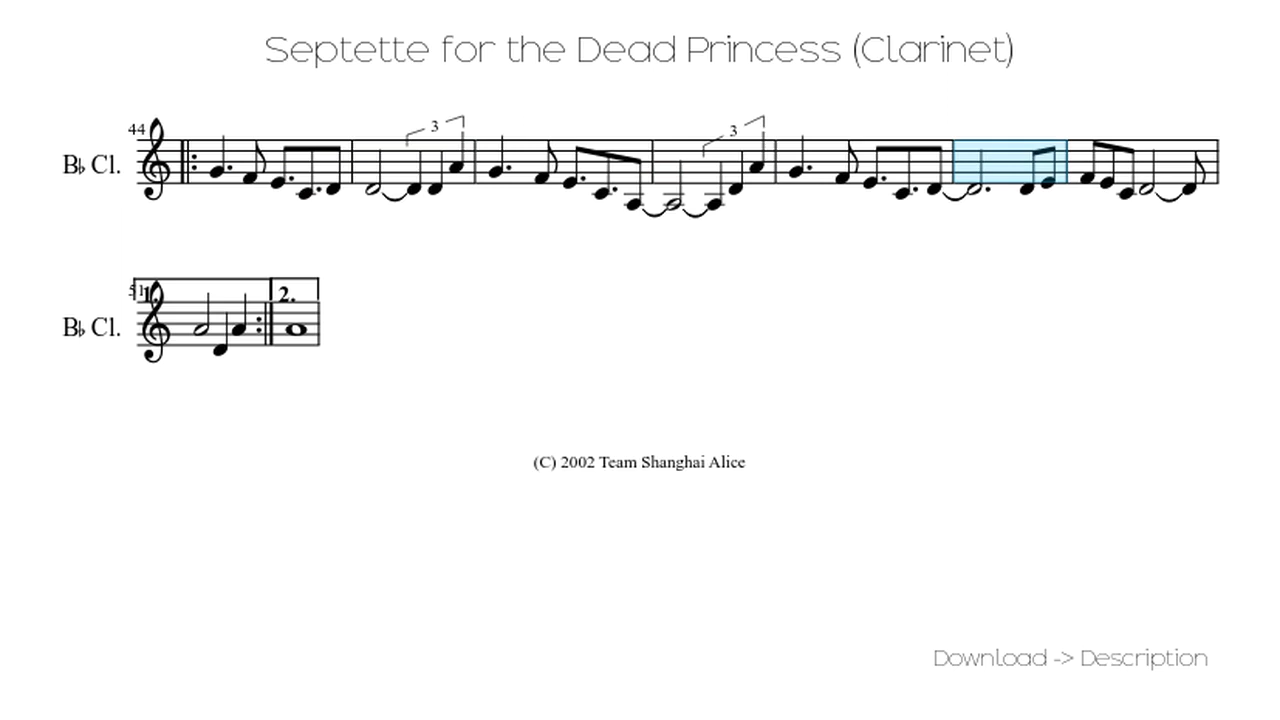 Septette for the Dead Princess (Clarinet)
44
3
3
B♭ Cl.
51
1.
2.
B♭ Cl.
(C) 2002 Team Shanghai Alice
Download -> Description